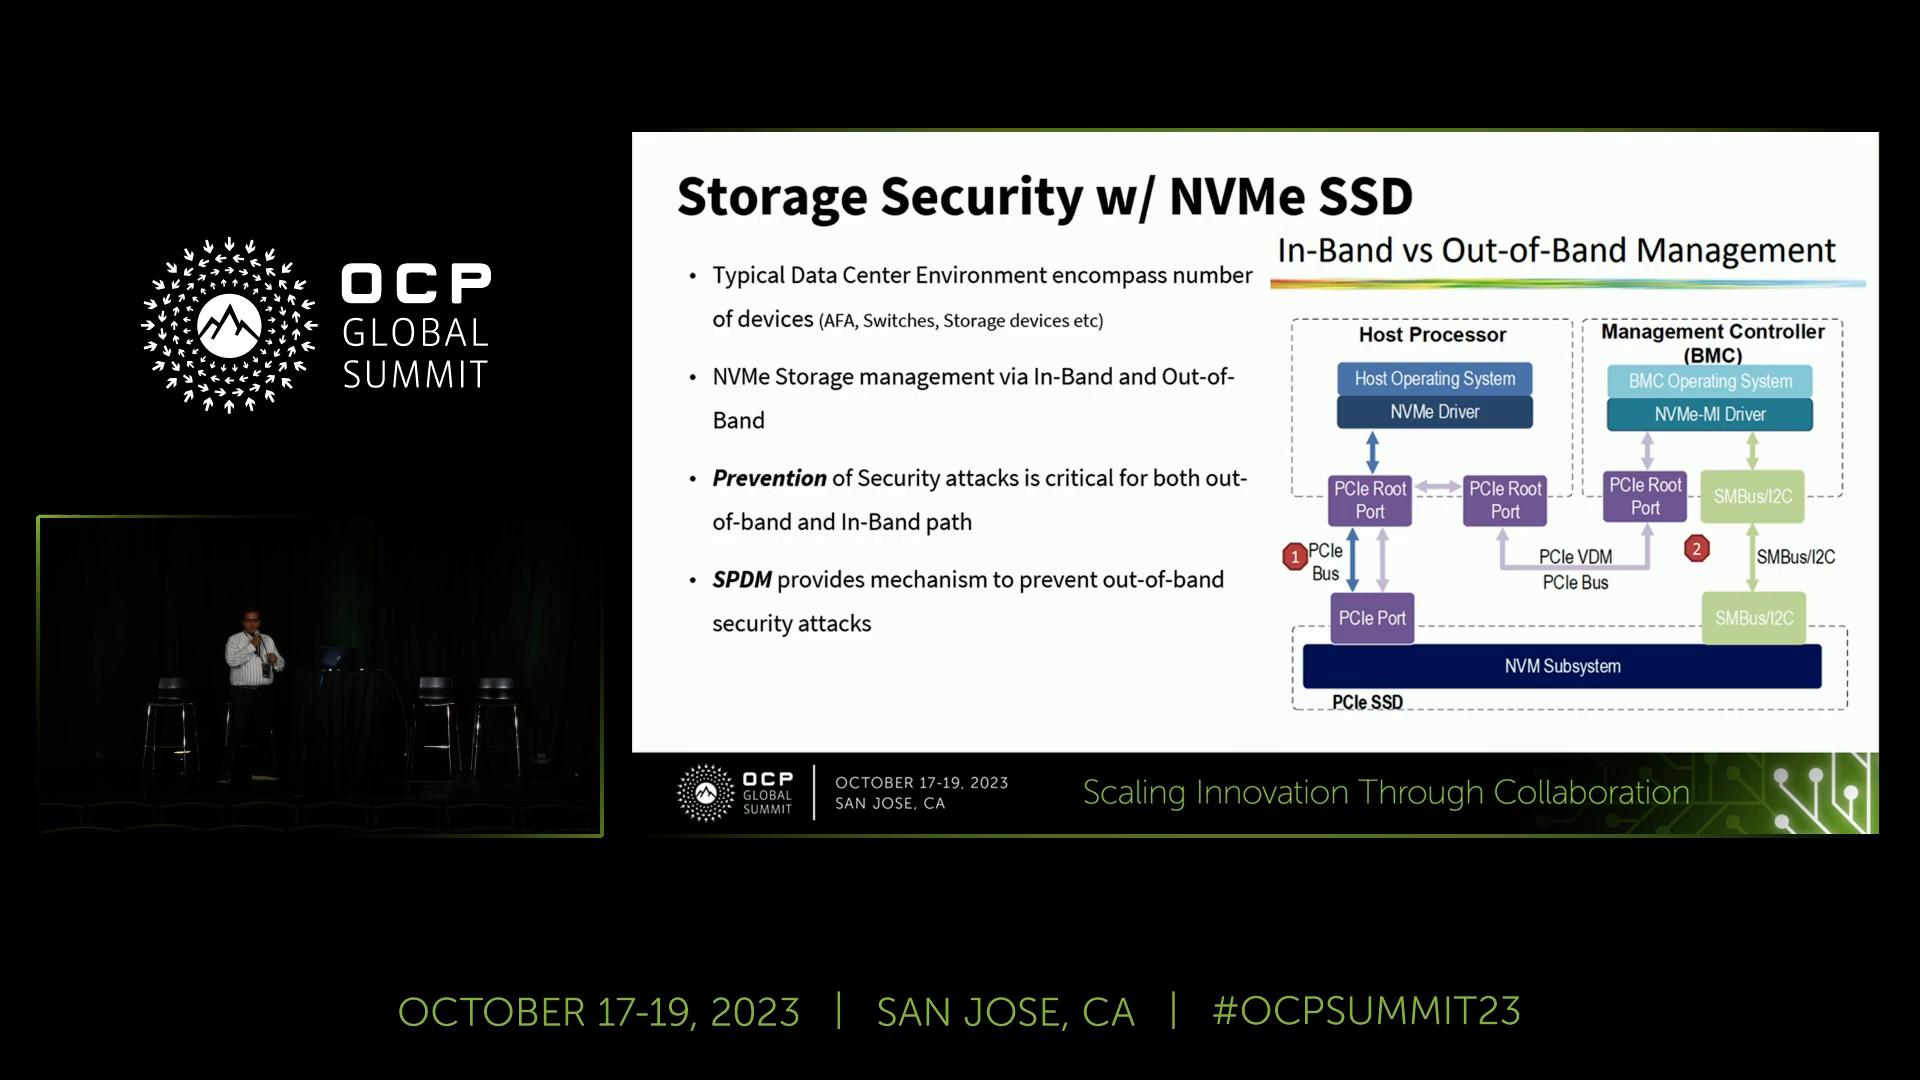 OCP
GLOBAL
SUMMIT
Storage Security w/ NVMe SSD
• Typical Data Center Environment encompass number
of devices (AFA, Switches, Storage devices etc)
• NVMe Storage management via In-Band and Out-of-
Band
• Prevention of Security attacks is critical for both out-
of-band and In-Band path
• SPDM provides mechanism to prevent out-of-band
security attacks
In-Band vs Out-of-Band Management
Host Processor
Host Operating System
NVMe Driver
Management Controller
(BMC)
BMC Operating System
NVMe-MI Driver
PCIe Root
Port
PCIe Root
Port
PCIe Root
Port
SMBus/I2C
1
PCIe
Bus
PCIe VDM
PCIe Bus
2
SMBus/I2C
PCIe Port
SMBus/I2C
NVM Subsystem
PCIe SSD
OCP
GLOBAL
SUMMIT
OCTOBER 17-19, 2023
SAN JOSE, CA
Scaling Innovation Through Collaboration
OCTOBER 17-19, 2023 | SAN JOSE, CA | #OCPSUMMIT23